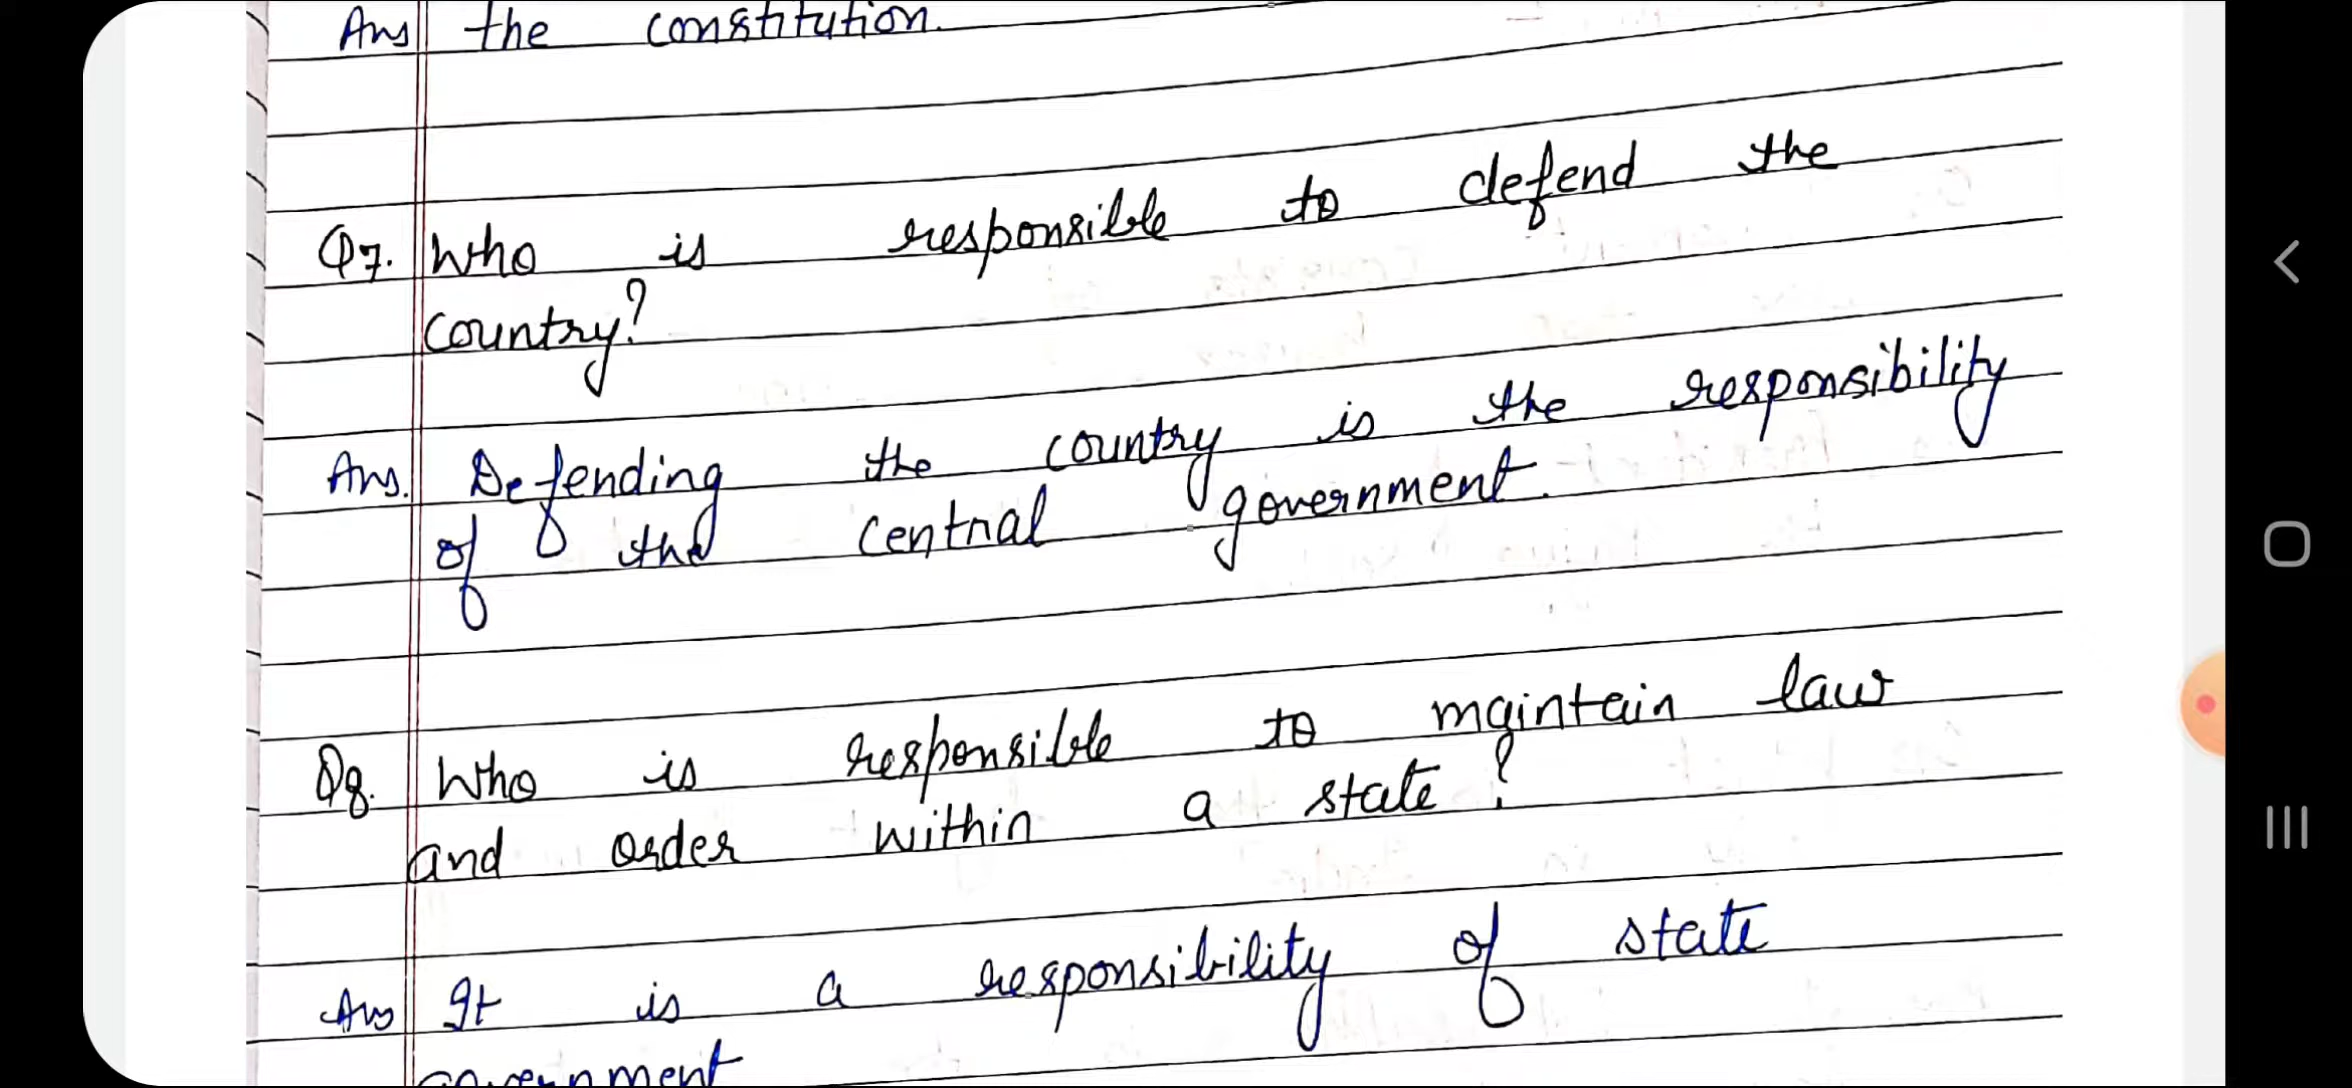 Ans the constitution.
Q7. Who is responsible to defend the
country?
Ans. Defending the country is the responsibility
of the central government.
Q8. Who is responsible to maintain law
and order within a state?
Ans It is a responsibility of state
government